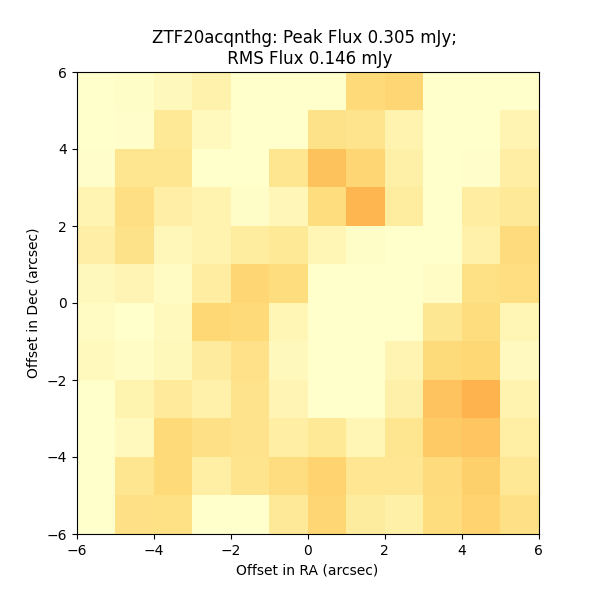 ZTF20acqnthg: Peak Flux 0.305 mJy;
RMS Flux 0.146 mJy
6
4
2
0
−2
−4
−6
Offset in Dec (arcsec)
−6 −4 −2 0 2 4 6
Offset in RA (arcsec)